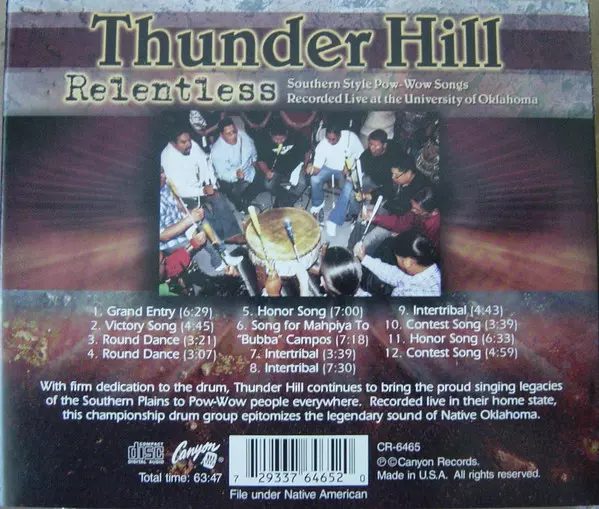 Thunder Hill
Relentless
Southern Style Pow-Wow Songs
Recorded Live at the University of Oklahoma
1. Grand Entry (6:29)
2. Victory Song (4:45)
3. Round Dance (3:21)
4. Round Dance (3:07)
5. Honor Song (7:00)
6. Song for Mahpiya To
"Bubba" Campos (7:18)
7. Intertribal (3:39)
8. Intertribal (7:30)
9. Intertribal (4:43)
10. Contest Song (3:39)
11. Honor Song (6:33)
12. Contest Song (4:59)
With firm dedication to the drum, Thunder Hill continues to bring the proud singing legacies
of the Southern Plains to Pow-Wow people everywhere. Recorded live in their home state,
this championship drum group epitomizes the legendary sound of Native Oklahoma.
COMPACT
disc
DIGITAL AUDIO
Total time: 63:47
Canyon
7 29337 64652 0
File under Native American
CR-6465
℗©Canyon Records.
Made in U.S.A. All rights reserved.